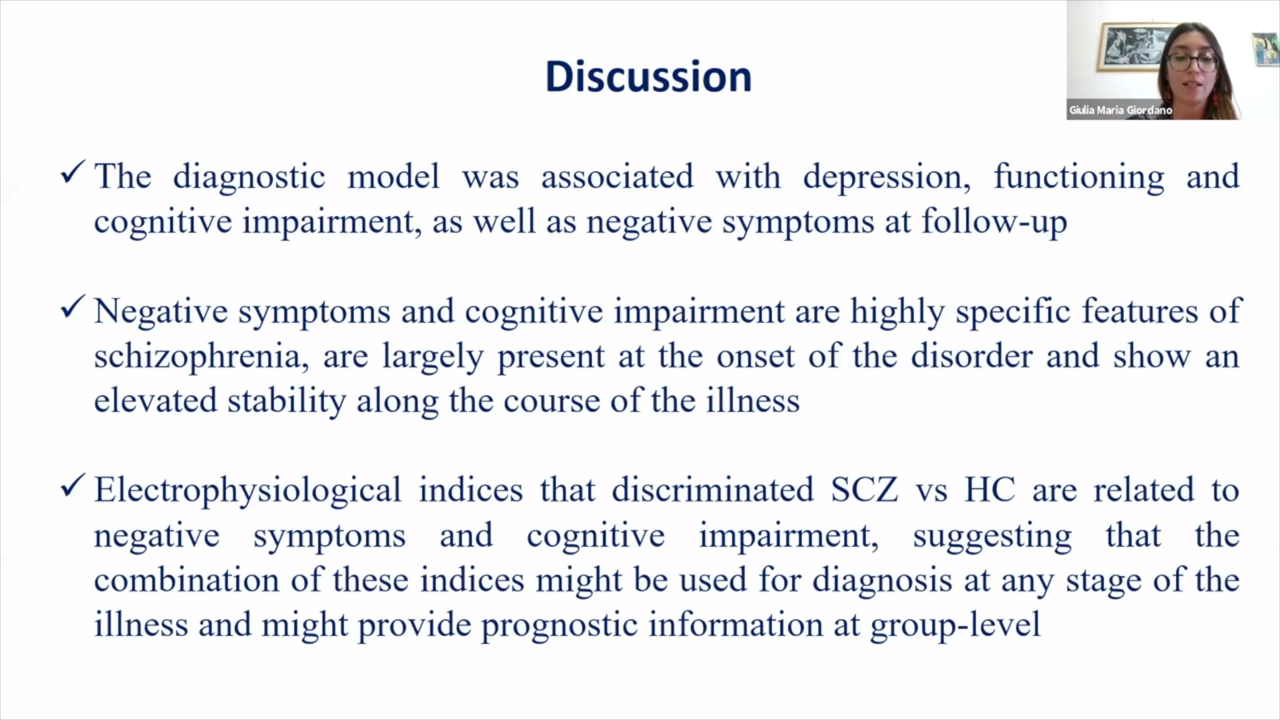 Discussion
Giulia Maria Giordano
✓ The diagnostic model was associated with depression, functioning and
cognitive impairment, as well as negative symptoms at follow-up
✓ Negative symptoms and cognitive impairment are highly specific features of
schizophrenia, are largely present at the onset of the disorder and show an
elevated stability along the course of the illness
✓ Electrophysiological indices that discriminated SCZ vs HC are related to
negative symptoms and cognitive impairment, suggesting that the
combination of these indices might be used for diagnosis at any stage of the
illness and might provide prognostic information at group-level